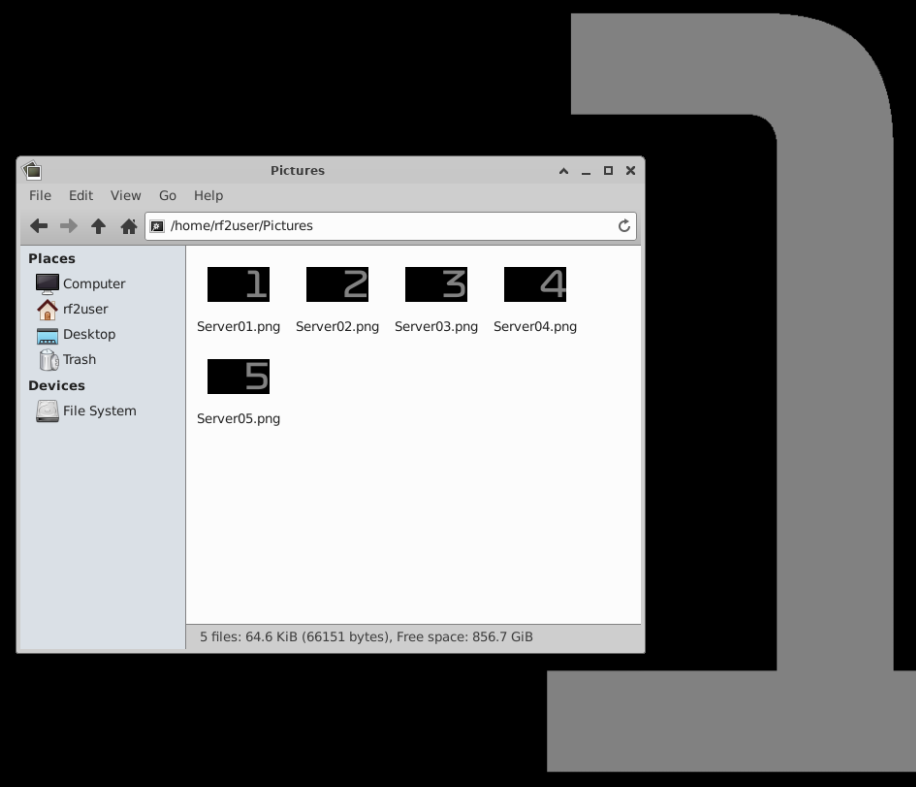 Pictures
File Edit View Go Help
/home/rf2user/Pictures
Places
Computer
rf2user
Desktop
Trash
Devices
File System
1 2 3 4
Server01.png Server02.png Server03.png Server04.png
5
Server05.png
5 files: 64.6 KiB (66151 bytes), Free space: 856.7 GiB
1